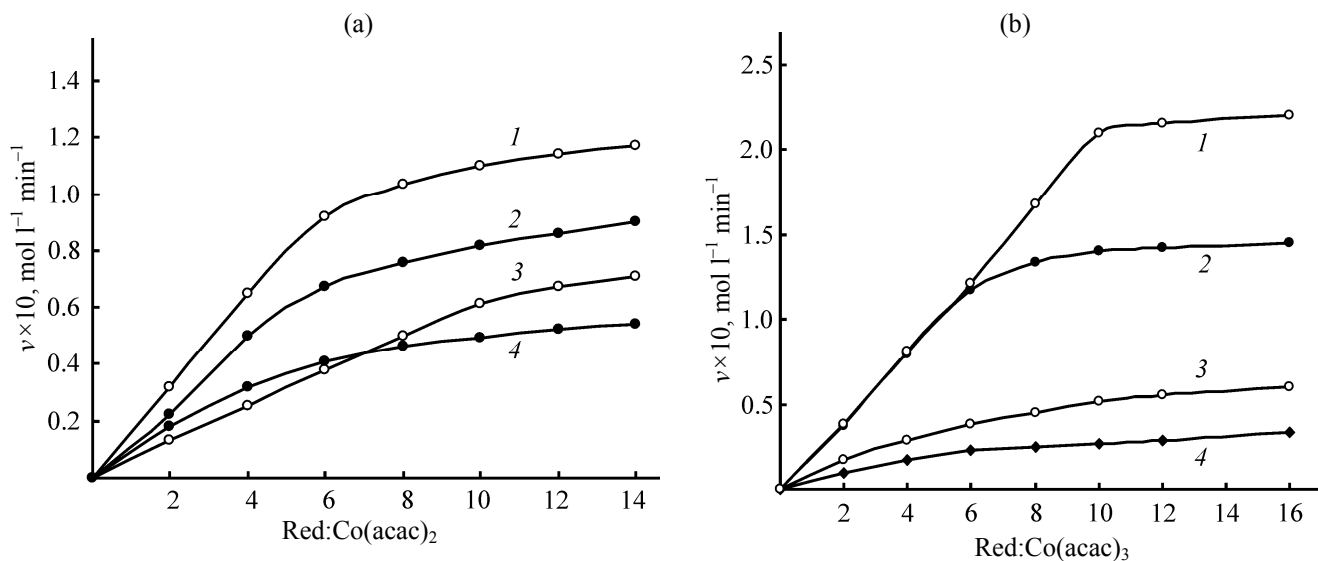 (a)
v×10, mol l⁻¹ min⁻¹
1.4
1.2
1.0
0.8
0.6
0.4
0.2
1
2
3
4
2 4 6 8 10 12 14
Red:Co(acac)₂
(b)
v×10, mol l⁻¹ min⁻¹
2.5
2.0
1.5
1.0
0.5
1
2
3
4
2 4 6 8 10 12 14 16
Red:Co(acac)₃